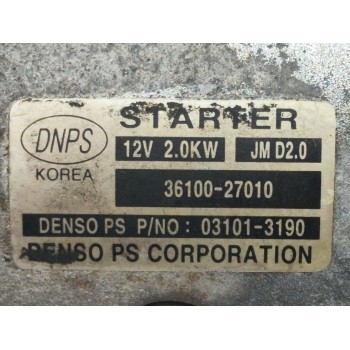 STARTER
DNPS
12V 2.0KW JM D2.0
KOREA
36100-27010
DENSO PS P/NO : 03101-3190
DENSO PS CORPORATION